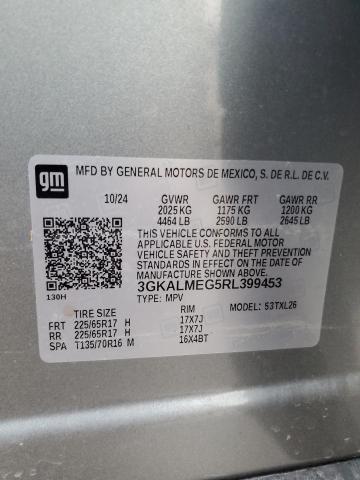 gm
MFD BY GENERAL MOTORS DE MEXICO, S. DE R.L. DE C.V.
10/24 GVWR GAWR FRT GAWR RR
2025 KG 1175 KG 1200 KG
4464 LB 2590 LB 2645 LB
THIS VEHICLE CONFORMS TO ALL
APPLICABLE U.S. FEDERAL MOTOR
VEHICLE SAFETY AND THEFT
PREVENTION STANDARDS IN
EFFECT ON THE DATE OF
MANUFACTURE SHOWN ABOVE.
3GKALMEG5RL399453
130H TYPE: MPV
53TXL26
TIRE SIZE RIM
FRT 225/65R17 H 17X7J
RR 225/65R17 H 17X7J
SPA T135/70R16 M 16X4BT